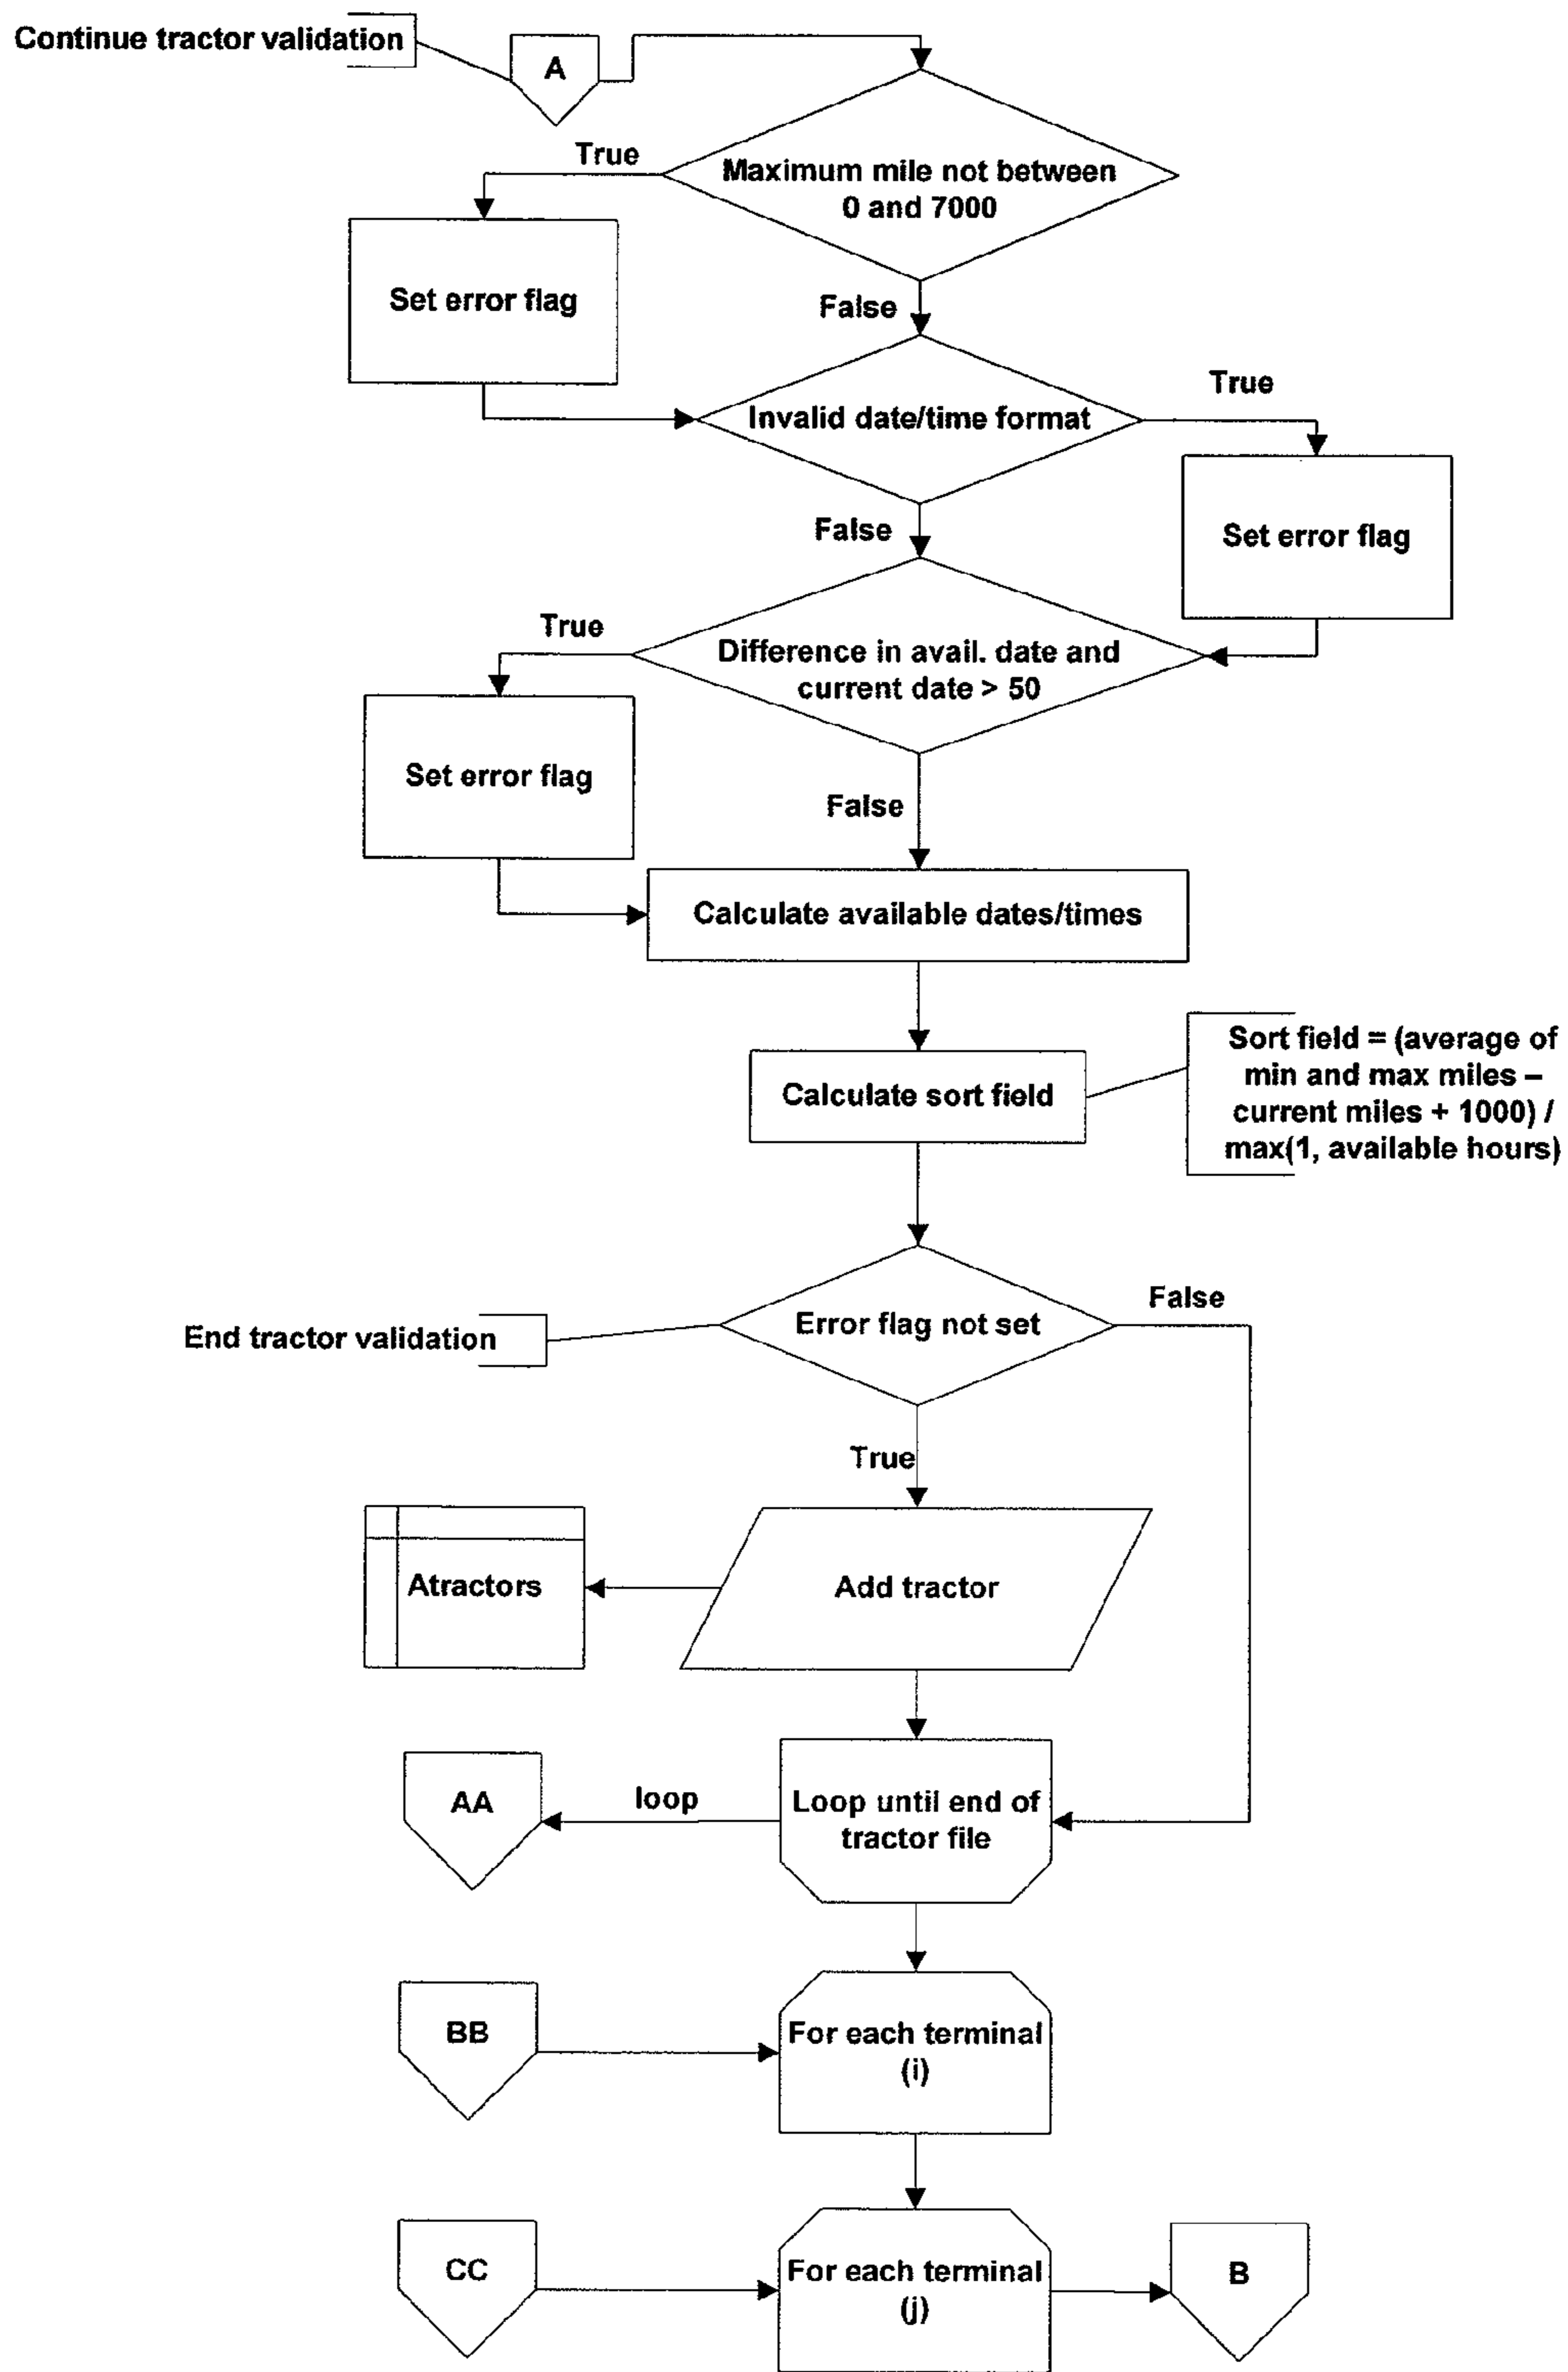 Continue tractor validation
A
True
Maximum mile not between
0 and 7000
Set error flag
False
True
Invalid date/time format
False
Set error flag
True
Difference in avail. date and
current date > 50
Set error flag
False
Calculate available dates/times
Calculate sort field
Sort field = (average of
min and max miles –
current miles + 1000) /
max(1, available hours)
False
Error flag not set
End tractor validation
True
Atractors
Add tractor
AA
loop
Loop until end of
tractor file
BB
For each terminal
(i)
CC
For each terminal
(j)
B